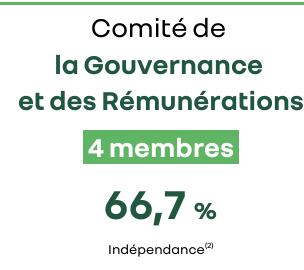 Comité de
la Gouvernance
et des Rémunérations
4 membres
66,7 %
Indépendance(2)